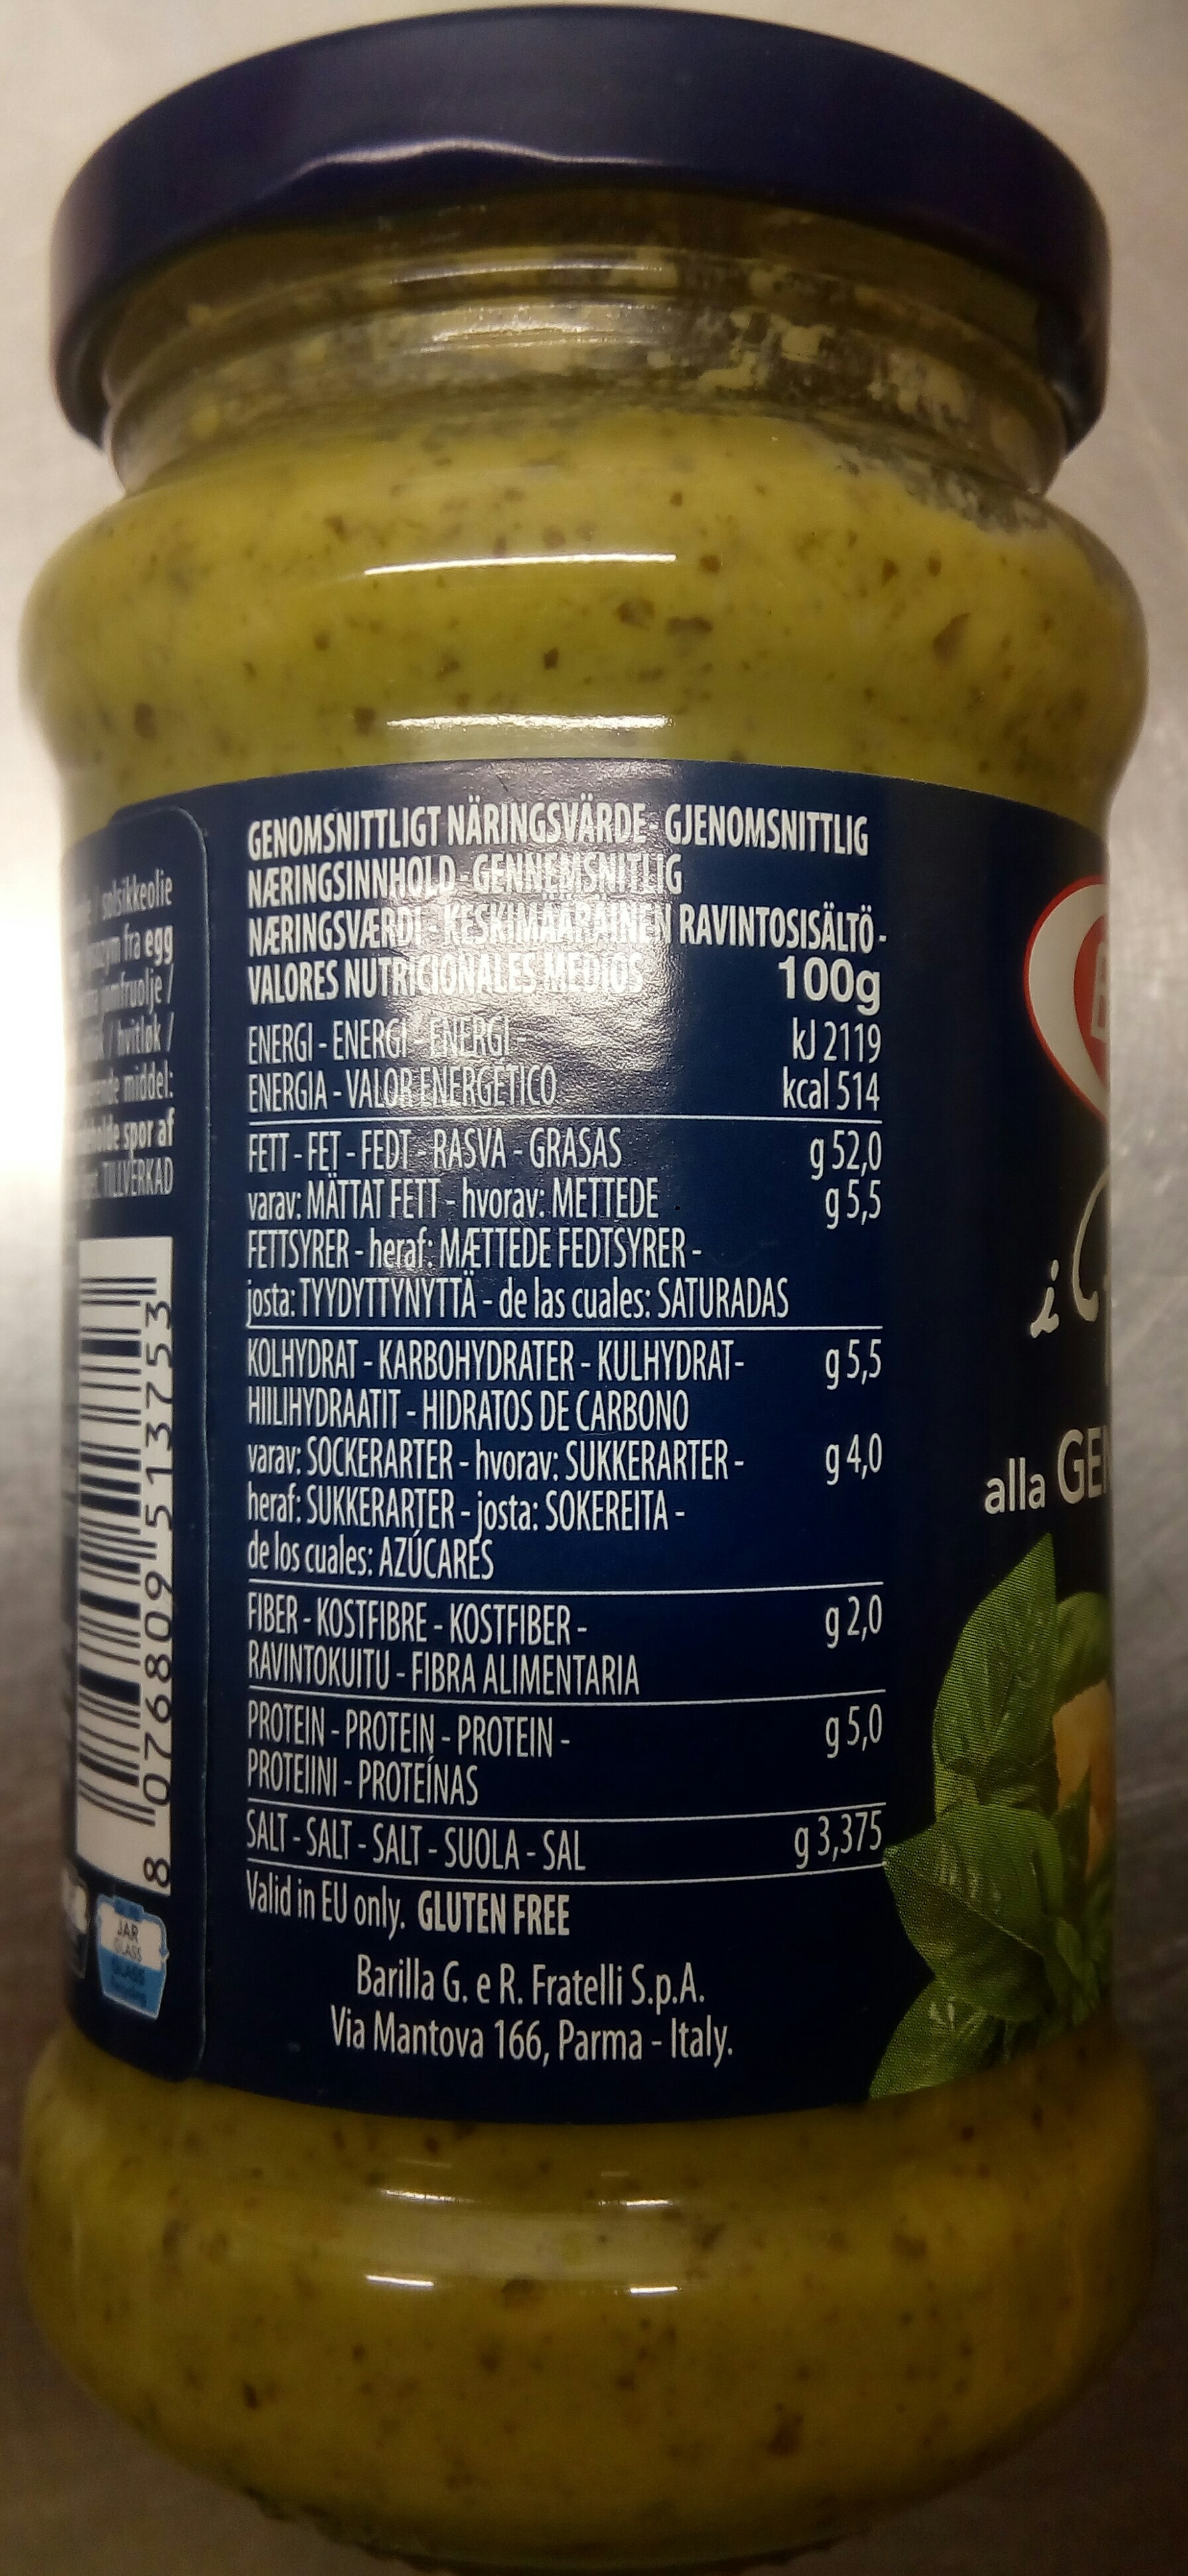 solsikkeolie
fra egg
jomfruolje /
/ hvitløk /
middel:
spor af
TILLVERKAD
8 076809 513753
JAR
GLASS
GENOMSNITTLIGT NÄRINGSVÄRDE- GJENOMSNITTLIG
NÆRINGSINNHOLD - GENNEMSNITLIG
NÆRINGSVÆRDI - KESKIMÄÄRÄINEN RAVINTOSISÄLTÖ -
VALORES NUTRICIONALES MEDIOS 100g
ENERGI - ENERGI - ENERGI - kJ 2119
ENERGIA - VALOR ENERGÉTICO kcal 514
FETT - FET - FEDT - RASVA - GRASAS g 52,0
varav: MÄTTAT FETT - hvorav: METTEDE g 5,5
FETTSYRER - heraf: MÆTTEDE FEDTSYRER -
josta: TYYDYTTYNYTTÄ - de las cuales: SATURADAS
KOLHYDRAT - KARBOHYDRATER - KULHYDRAT- g 5,5
HIILIHYDRAATIT - HIDRATOS DE CARBONO
varav: SOCKERARTER - hvorav: SUKKERARTER - g 4,0
heraf: SUKKERARTER - josta: SOKEREITA -
de los cuales: AZÚCARES
FIBER - KOSTFIBRE - KOSTFIBER - g 2,0
RAVINTOKUITU - FIBRA ALIMENTARIA
PROTEIN - PROTEIN - PROTEIN - g 5,0
PROTEIINI - PROTEÍNAS
SALT - SALT - SALT - SUOLA - SAL g 3,375
Valid in EU only. GLUTEN FREE
Barilla G. e R. Fratelli S.p.A.
Via Mantova 166, Parma - Italy.
i
alla GE